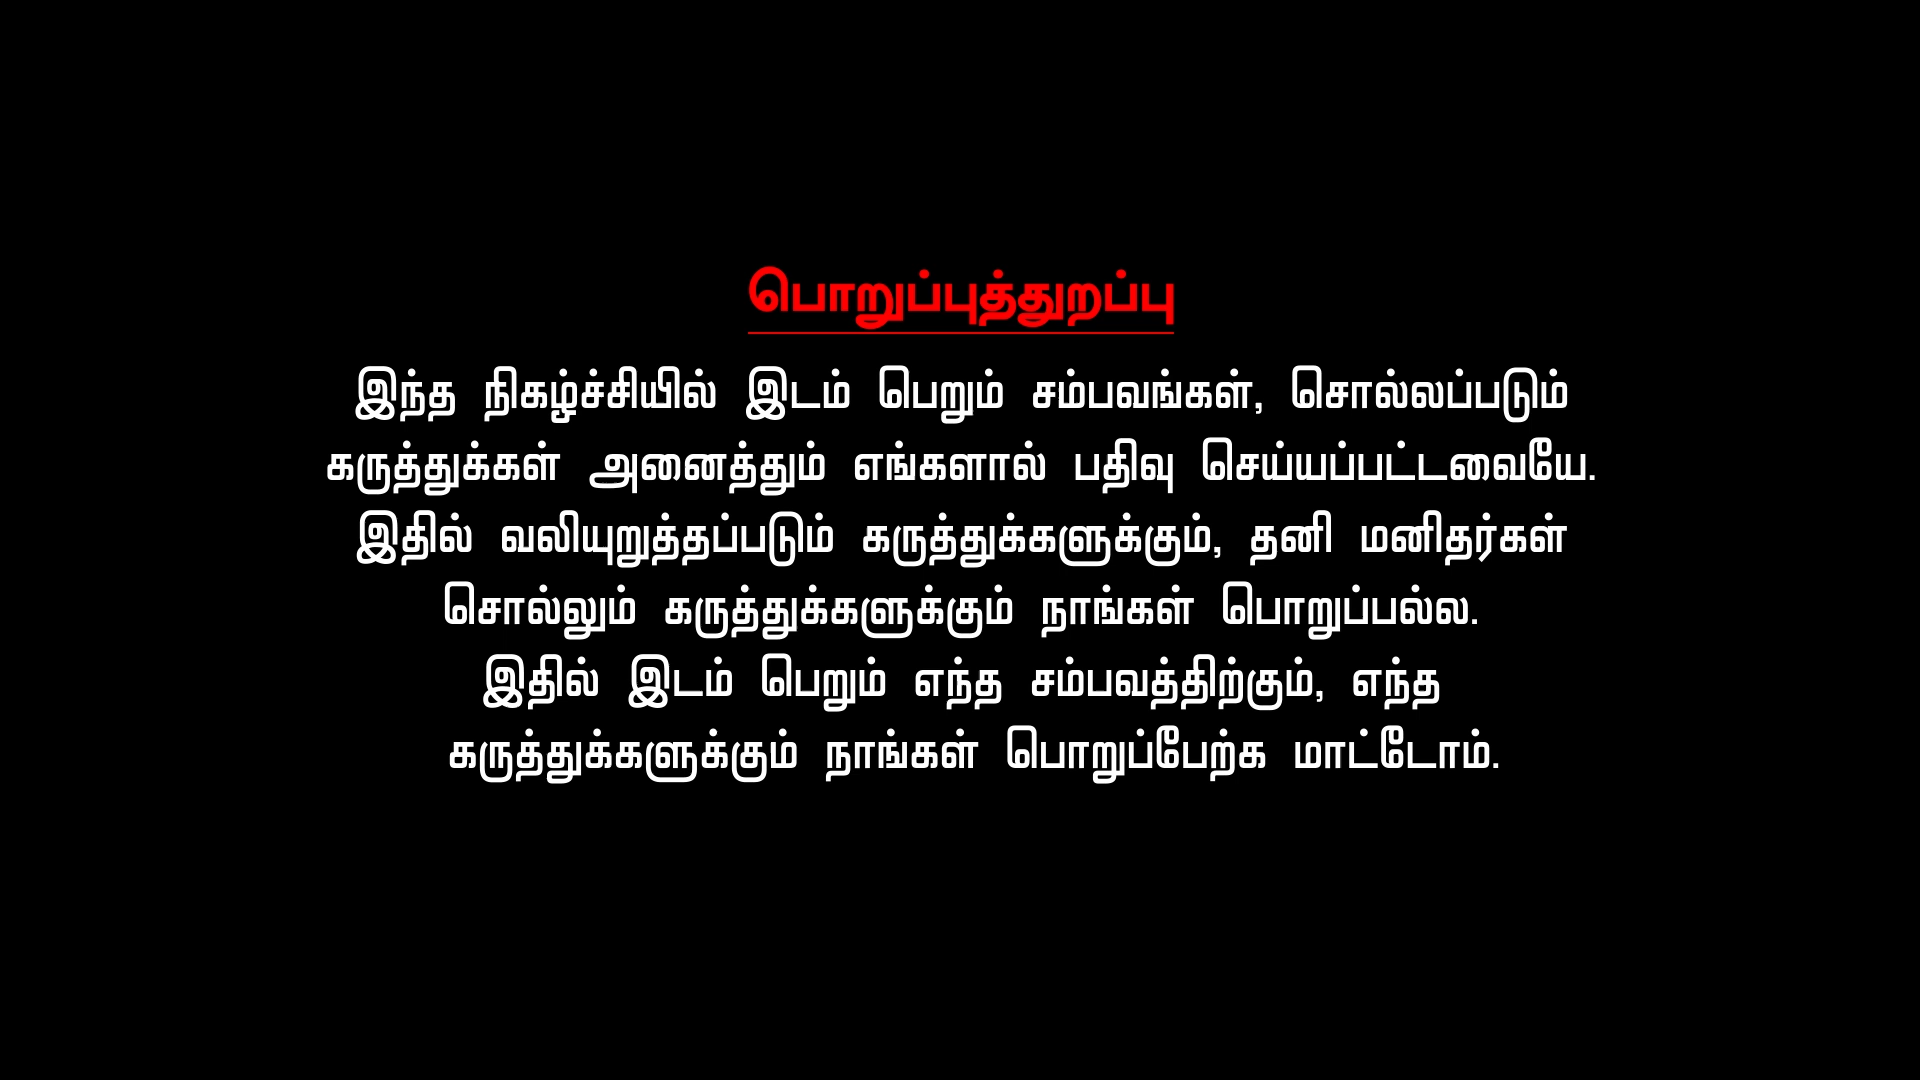 பொறுப்புத்துறப்பு
இந்த நிகழ்ச்சியில் இடம் பெறும் சம்பவங்கள், சொல்லப்படும்
கருத்துக்கள் அனைத்தும் எங்களால் பதிவு செய்யப்பட்டவையே.
இதில் வலியுறுத்தப்படும் கருத்துக்களுக்கும், தனி மனிதர்கள்
சொல்லும் கருத்துக்களுக்கும் நாங்கள் பொறுப்பல்ல.
இதில் இடம் பெறும் எந்த சம்பவத்திற்கும், எந்த
கருத்துக்களுக்கும் நாங்கள் பொறுப்பேற்க மாட்டோம்.